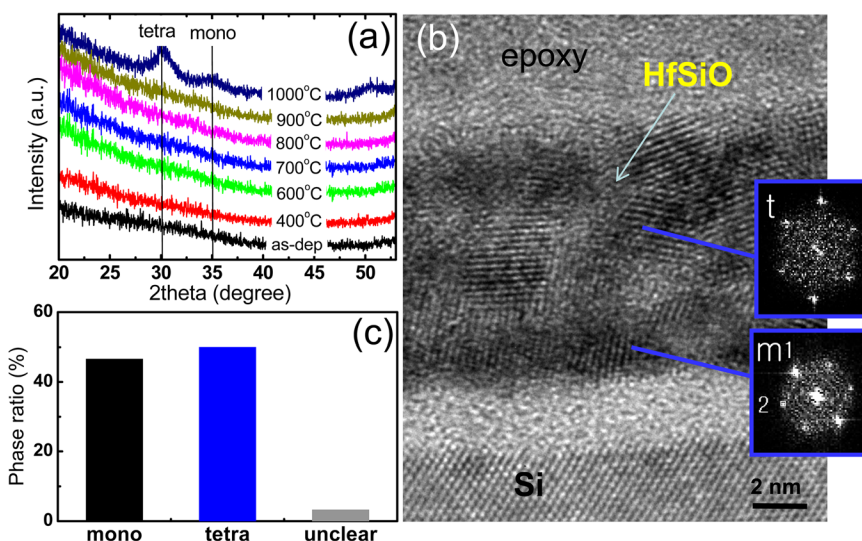 (a)
tetra
mono
1000°C
900°C
800°C
700°C
600°C
400°C
as-dep
Intensity (a.u.)
20 25 30 35 40 45 50
2theta (degree)
(b)
epoxy
HfSiO
t
m1
2
Si
2 nm
(c)
Phase ratio (%)
60
40
20
0
mono tetra unclear